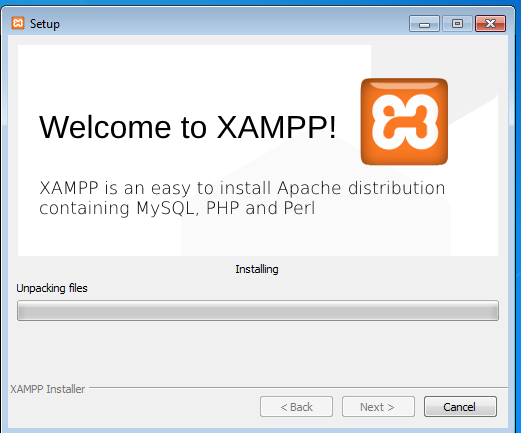 Setup
Welcome to XAMPP!
XAMPP is an easy to install Apache distribution
containing MySQL, PHP and Perl
Installing
Unpacking files
XAMPP Installer
< Back
Next >
Cancel